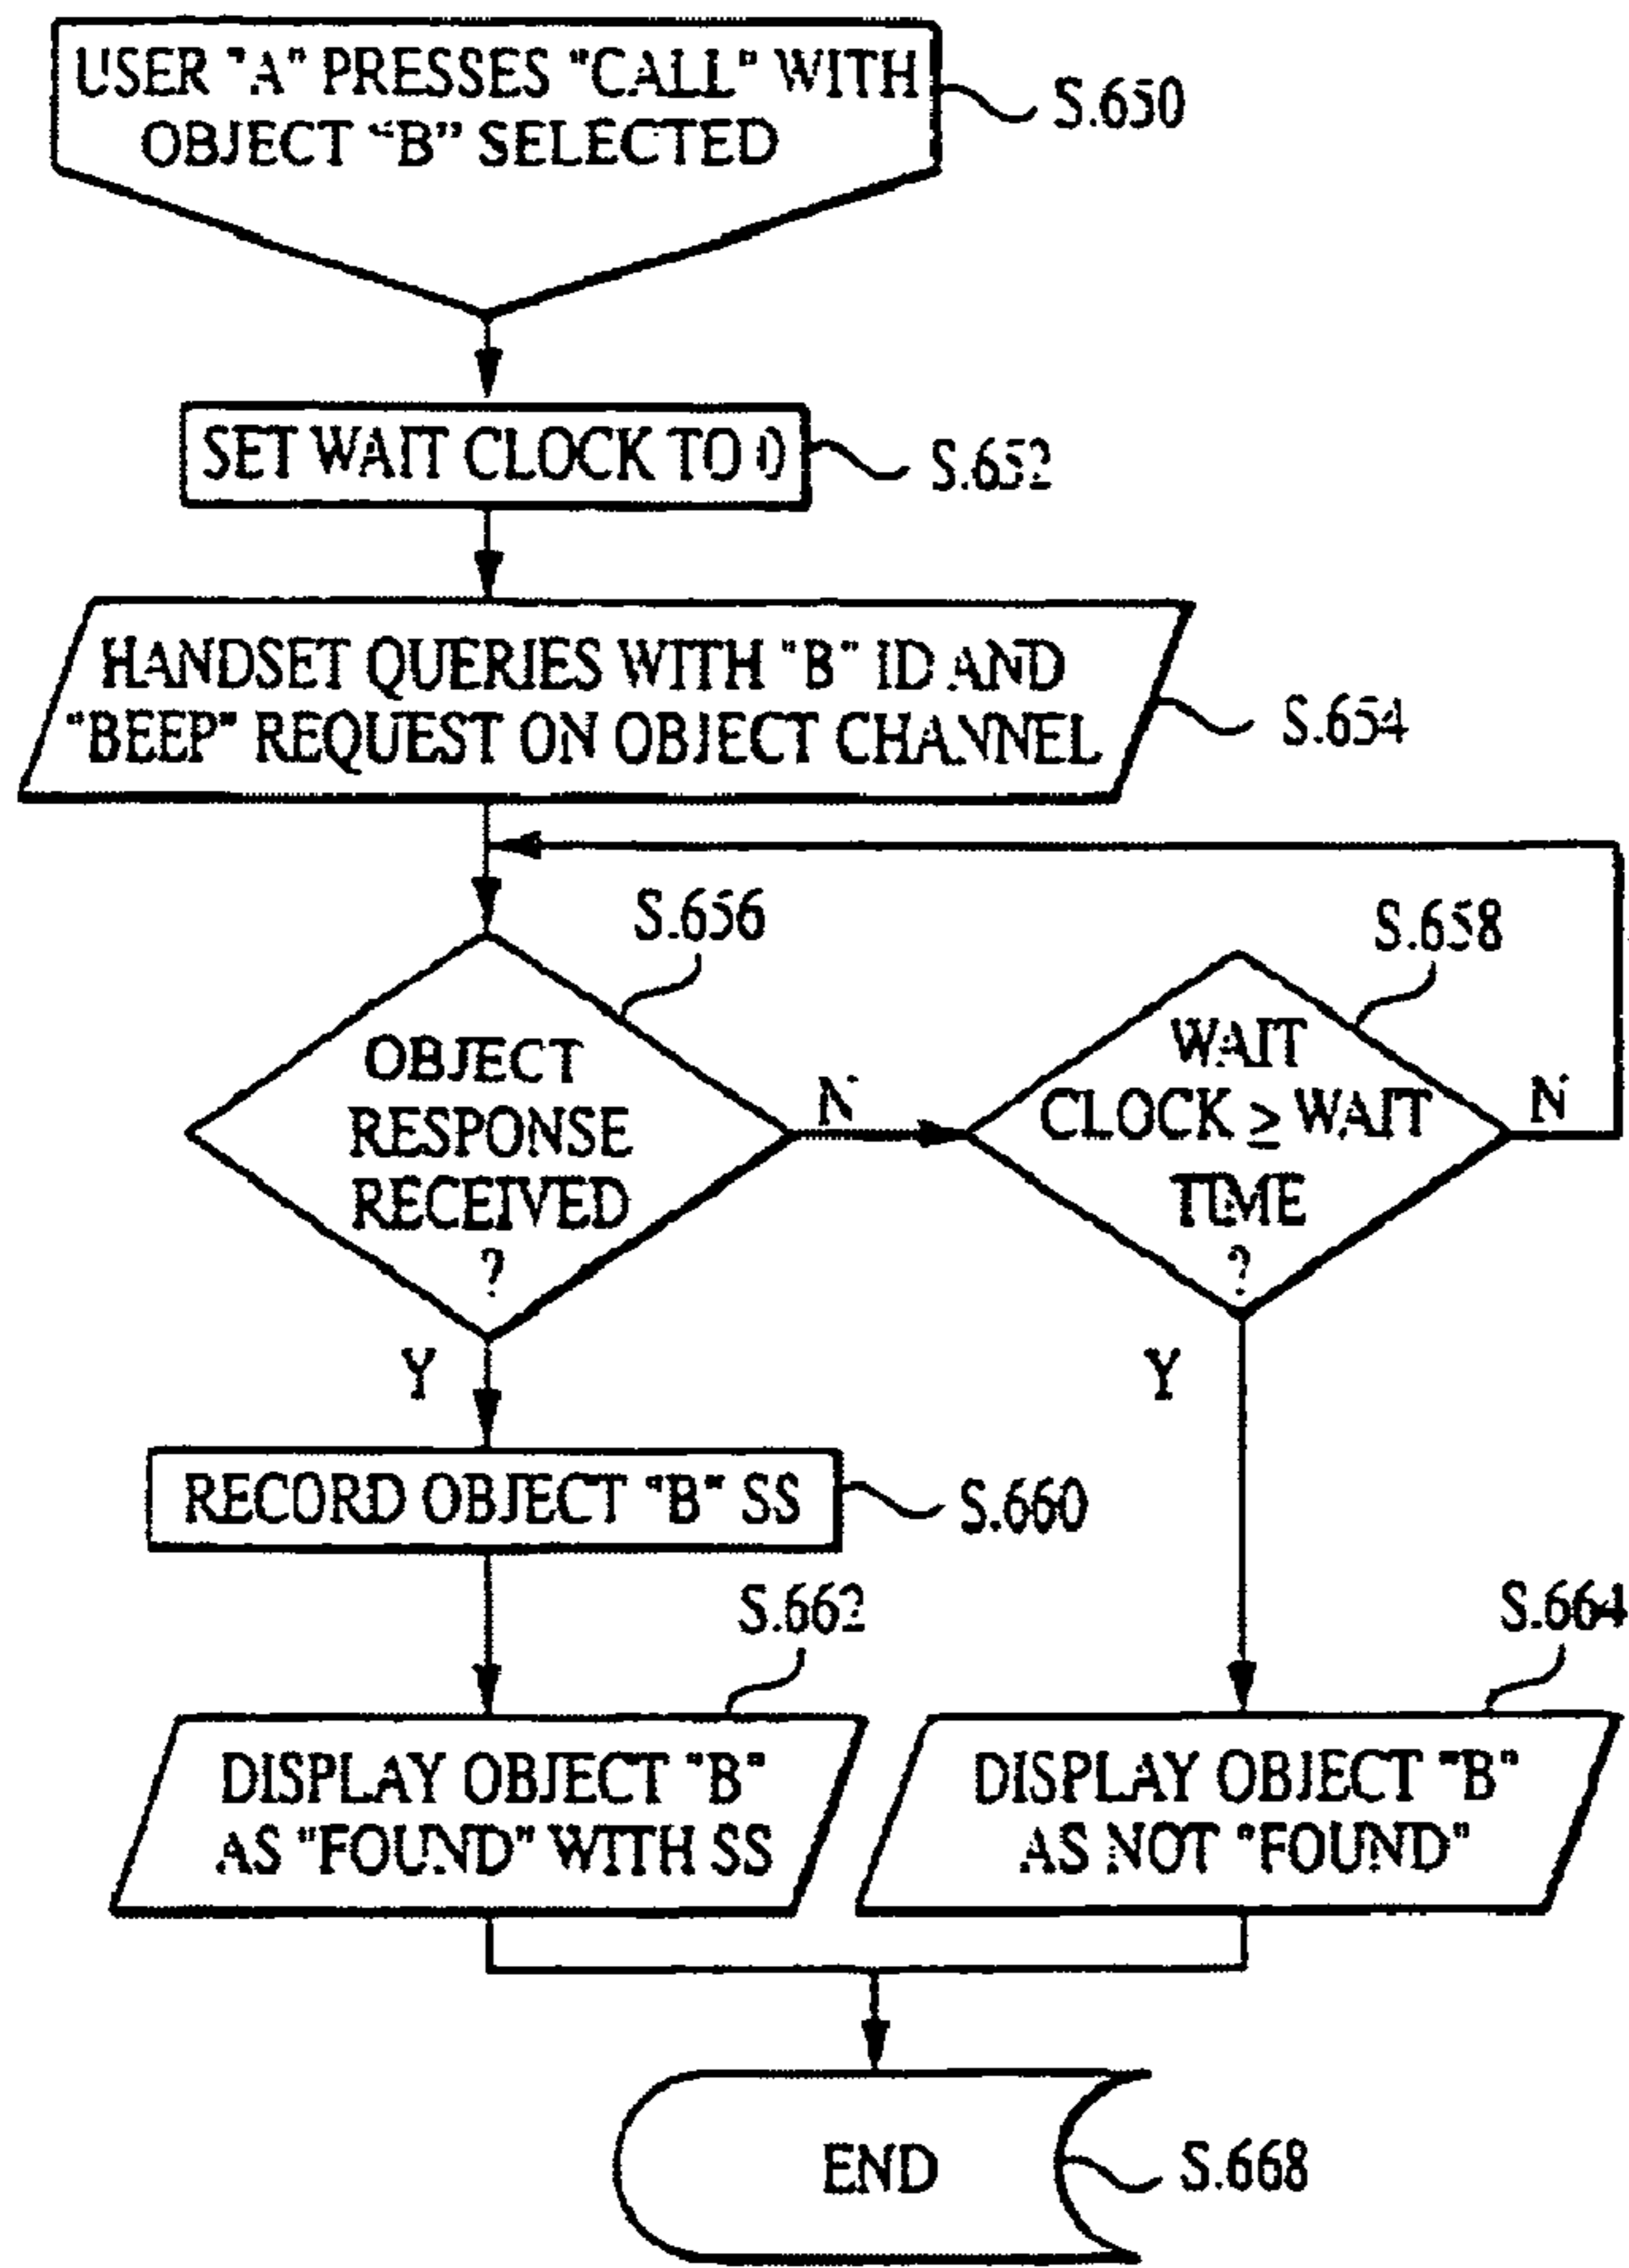 USER "A" PRESSES "CALL" WITH
OBJECT "B" SELECTED
S.650
SET WAIT CLOCK TO 0
S.652
HANDSET QUERIES WITH "B" ID AND
"BEEP" REQUEST ON OBJECT CHANNEL
S.654
S.656
OBJECT
RESPONSE
RECEIVED
?
N
Y
S.658
WAIT
CLOCK ≥ WAIT
TIME
?
N
Y
RECORD OBJECT "B" SS
S.660
S.662
DISPLAY OBJECT "B"
AS "FOUND" WITH SS
S.664
DISPLAY OBJECT "B"
AS NOT "FOUND"
END
S.668